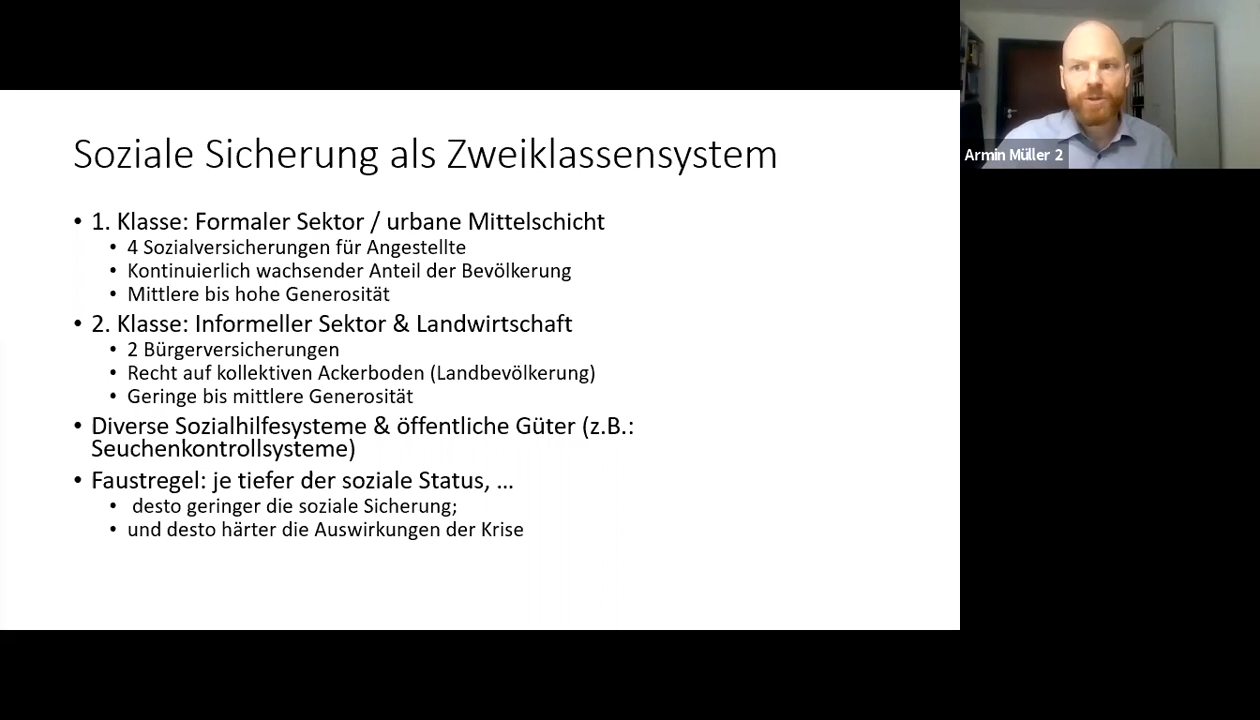 Soziale Sicherung als Zweiklassensystem
• 1. Klasse: Formaler Sektor / urbane Mittelschicht
• 4 Sozialversicherungen für Angestellte
• Kontinuierlich wachsender Anteil der Bevölkerung
• Mittlere bis hohe Generosität
• 2. Klasse: Informeller Sektor & Landwirtschaft
• 2 Bürgerversicherungen
• Recht auf kollektiven Ackerboden (Landbevölkerung)
• Geringe bis mittlere Generosität
• Diverse Sozialhilfesysteme & öffentliche Güter (z.B.:
Seuchenkontrollsysteme)
• Faustregel: je tiefer der soziale Status, ...
• desto geringer die soziale Sicherung;
• und desto härter die Auswirkungen der Krise
Armin Müller 2